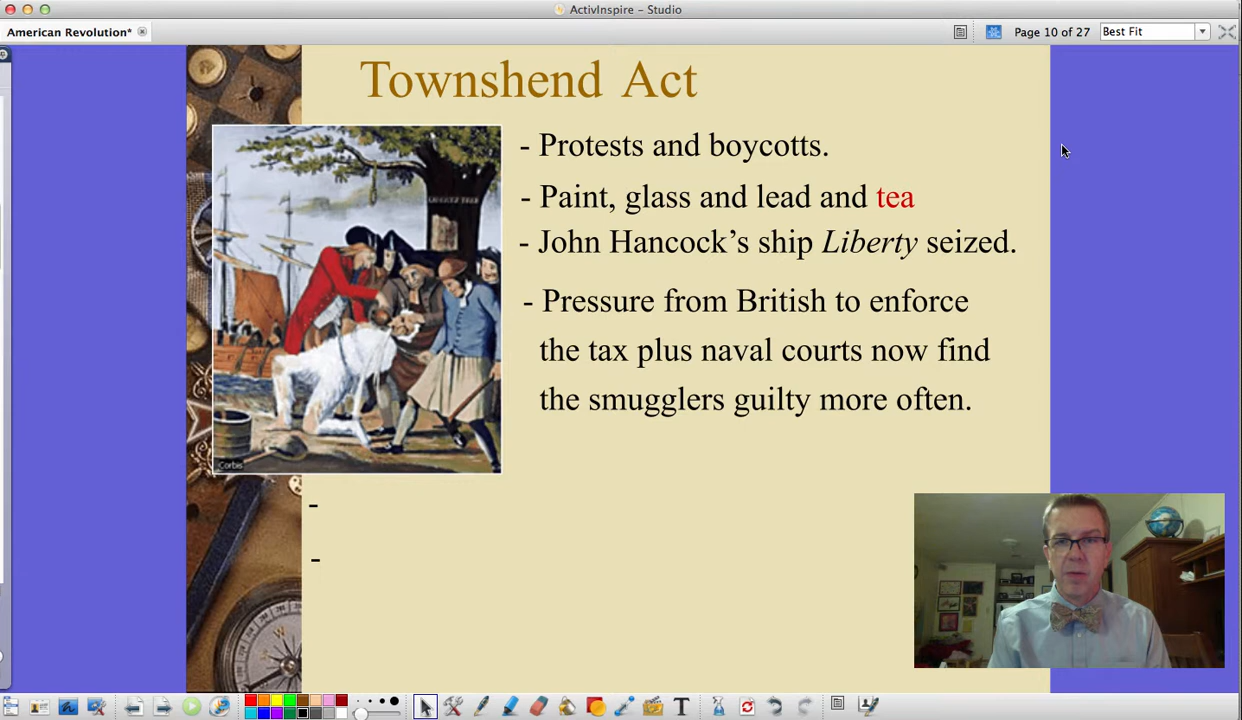 ActivInspire – Studio
American Revolution*
Page 10 of 27
Best Fit
Townshend Act
- Protests and boycotts.
- Paint, glass and lead and tea
- John Hancock’s ship Liberty seized.
- Pressure from British to enforce
the tax plus naval courts now find
the smugglers guilty more often.
Corbis
-
-
T